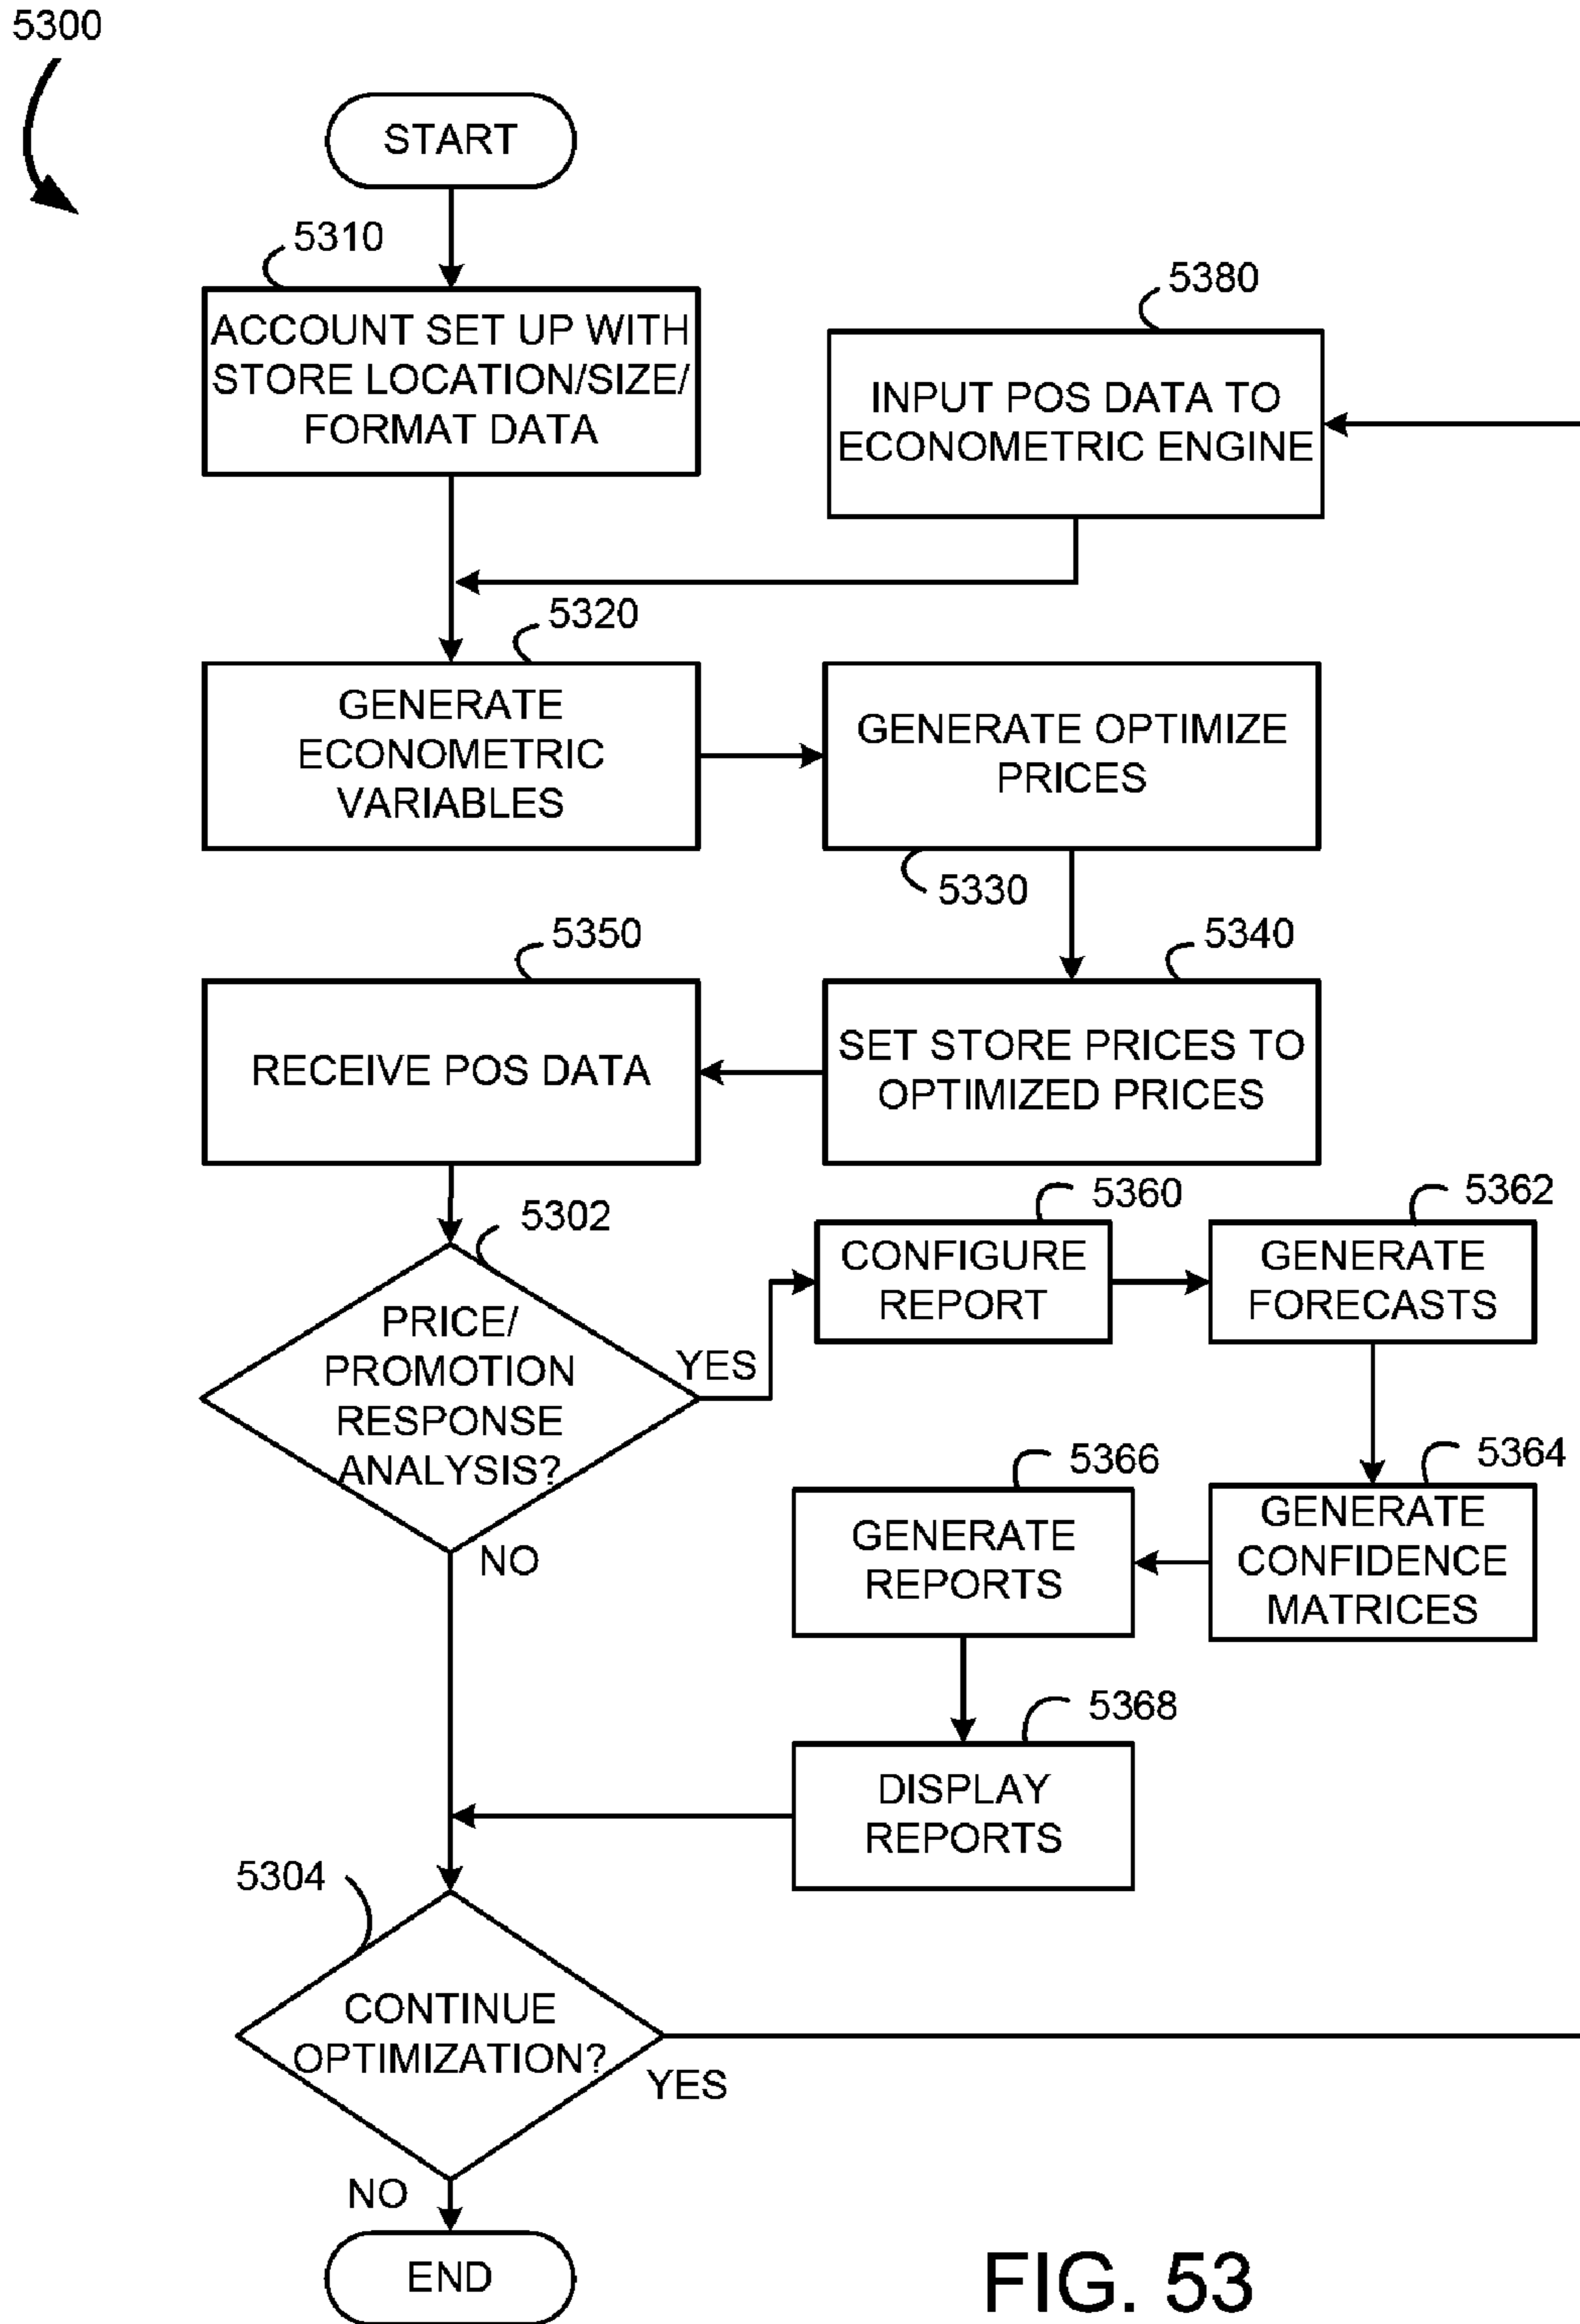 5300
START
5310
ACCOUNT SET UP WITH
STORE LOCATION/SIZE/
FORMAT DATA
5380
INPUT POS DATA TO
ECONOMETRIC ENGINE
5320
GENERATE
ECONOMETRIC
VARIABLES
GENERATE OPTIMIZE
PRICES
5330
5350
RECEIVE POS DATA
5340
SET STORE PRICES TO
OPTIMIZED PRICES
5302
PRICE/
PROMOTION
RESPONSE
ANALYSIS?
YES
NO
5360
CONFIGURE
REPORT
5362
GENERATE
FORECASTS
5364
GENERATE
CONFIDENCE
MATRICES
5366
GENERATE
REPORTS
5368
DISPLAY
REPORTS
5304
CONTINUE
OPTIMIZATION?
YES
NO
END
FIG. 53